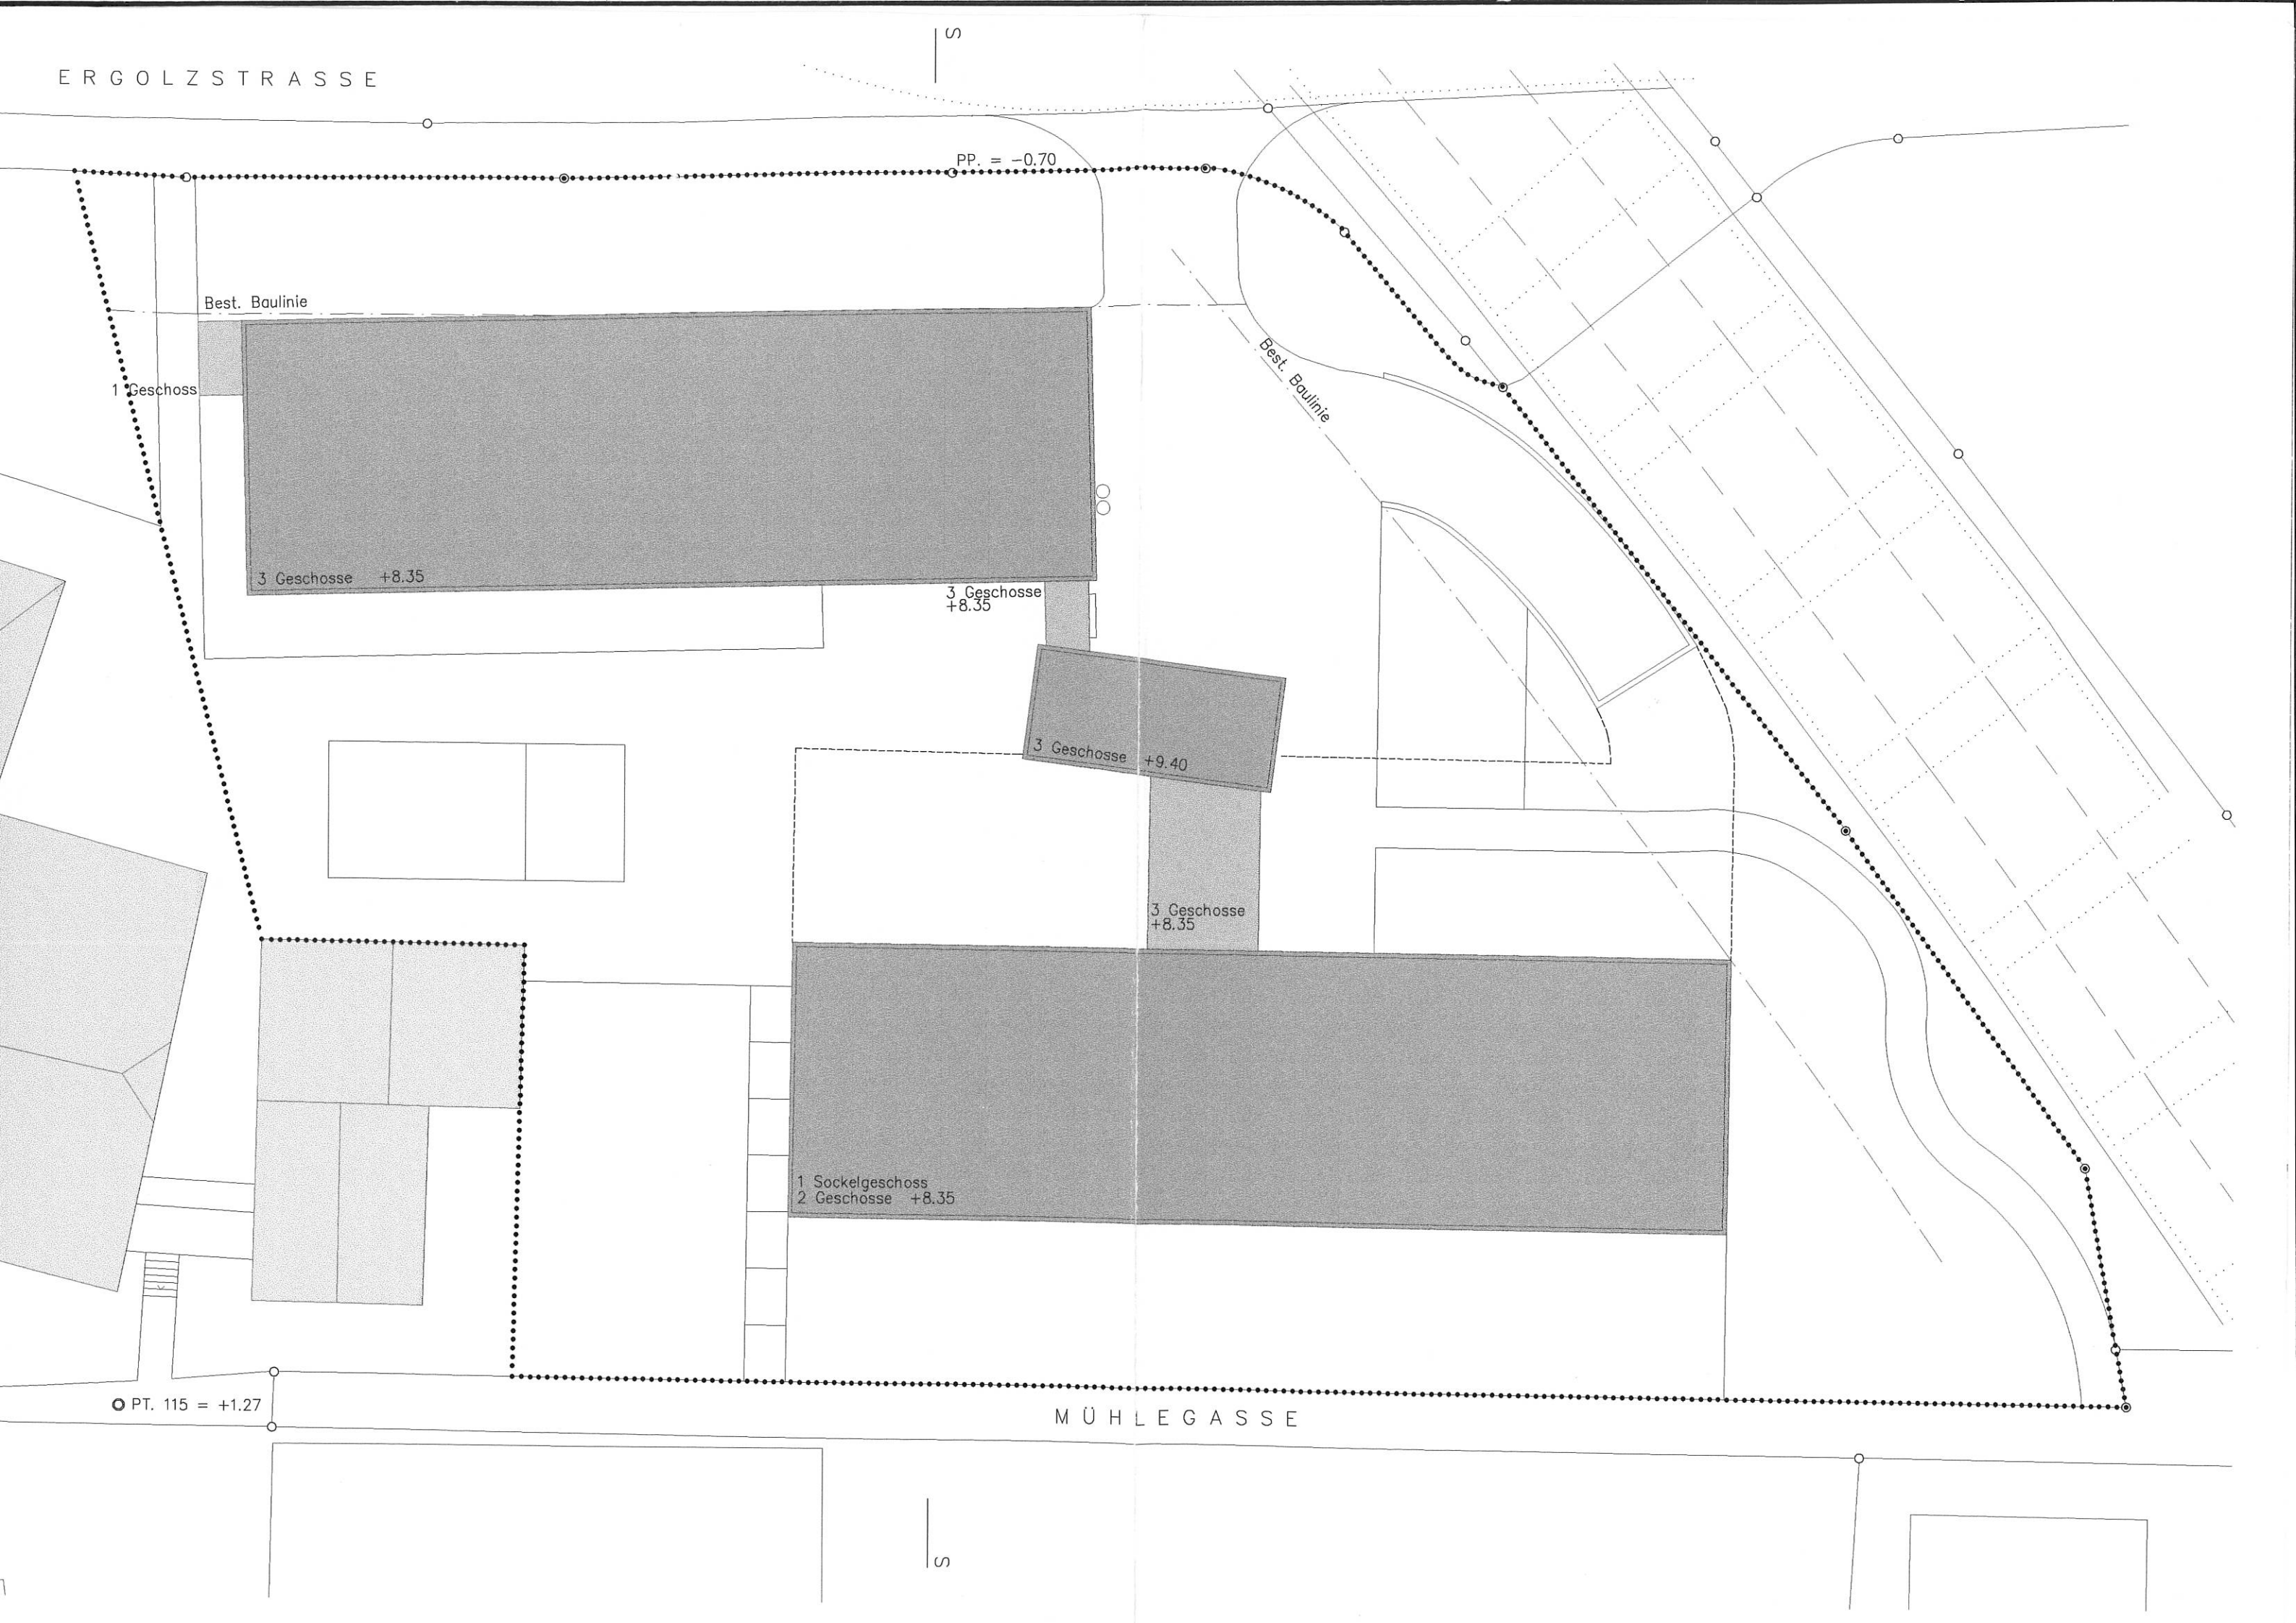 S
ERGOLZSTRASSE
PP. = -0.70
Best. Baulinie
Best. Baulinie
1 Geschoss
3 Geschosse +8.35
3 Geschosse
+8.35
3 Geschosse +9.40
3 Geschosse
+8.35
1 Sockelgeschoss
2 Geschosse +8.35
PT. 115 = +1.27
MÜHLEGASSE
S